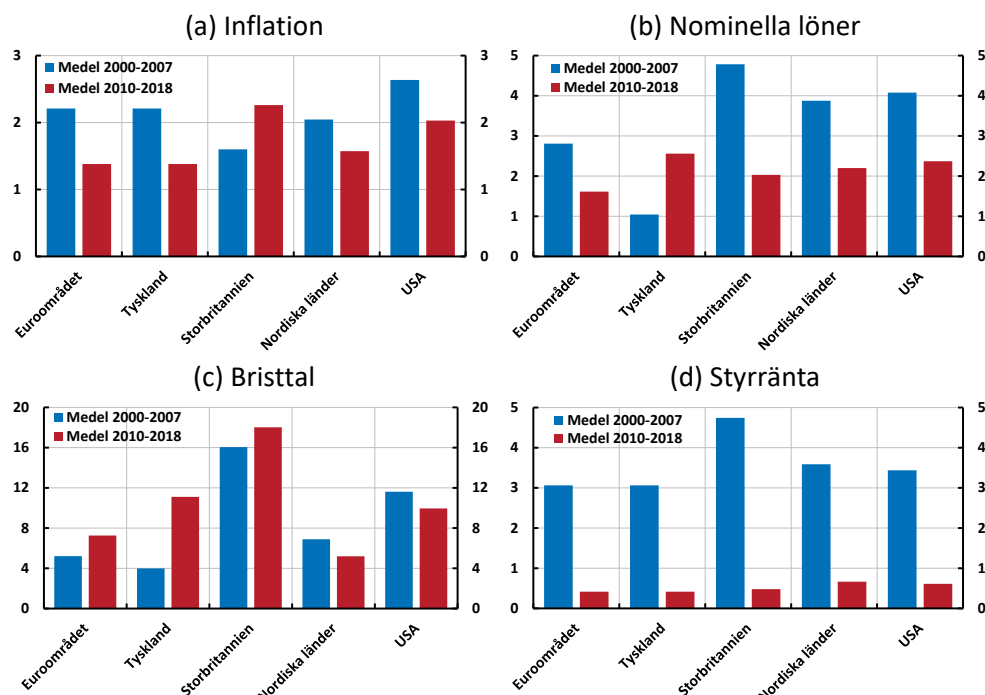 (a) Inflation
3
2
1
0
Medel 2000-2007
Medel 2010-2018
3
2
1
0
Euroområdet
Tyskland
Storbritannien
Nordiska länder
USA
(b) Nominella löner
5
4
3
2
1
0
Medel 2000-2007
Medel 2010-2018
5
4
3
2
1
0
Euroområdet
Tyskland
Storbritannien
Nordiska länder
USA
(c) Bristtal
20
16
12
8
4
0
Medel 2000-2007
Medel 2010-2018
20
16
12
8
4
0
Euroområdet
Tyskland
Storbritannien
Nordiska länder
USA
(d) Styrränta
5
4
3
2
1
0
Medel 2000-2007
Medel 2010-2018
5
4
3
2
1
0
Euroområdet
Tyskland
Storbritannien
Nordiska länder
USA